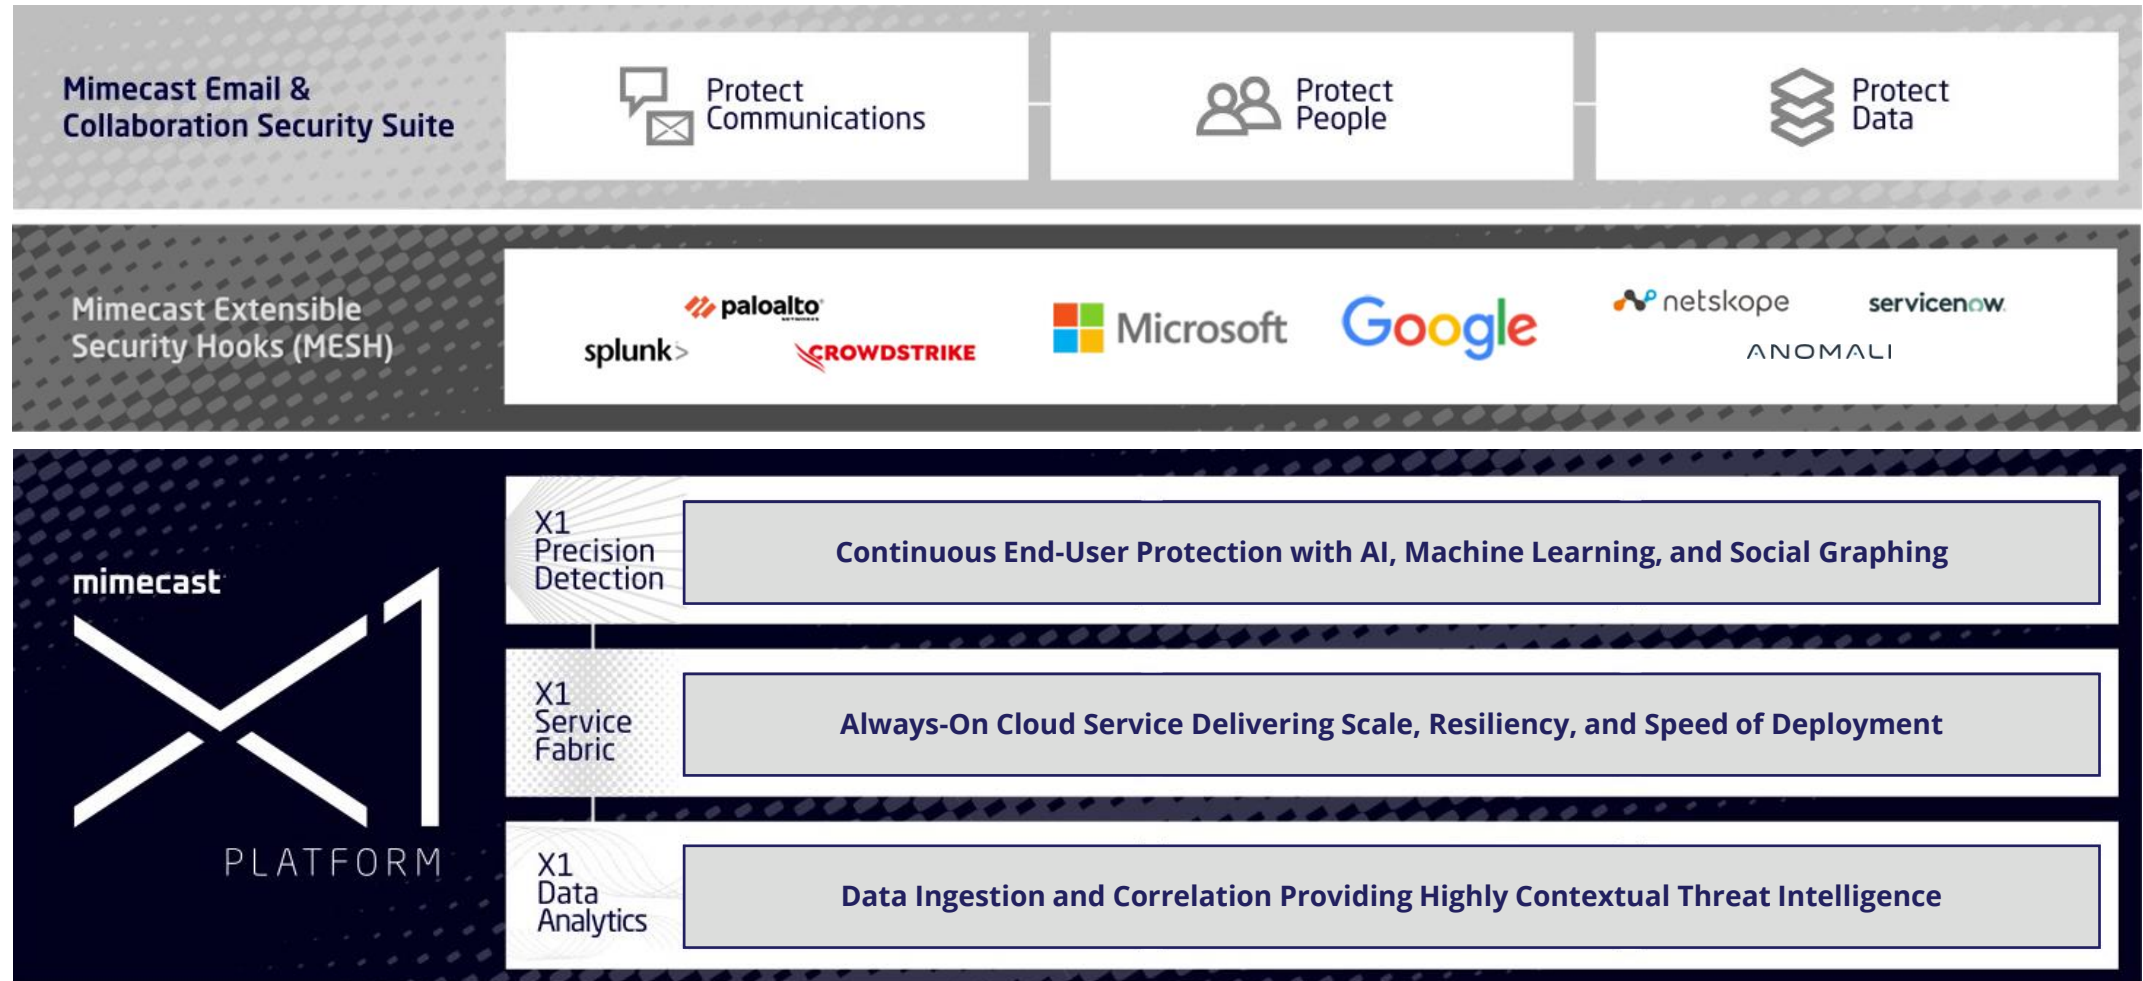 Mimecast Email &
Collaboration Security Suite
Protect
Communications
Protect
People
Protect
Data
Mimecast Extensible
Security Hooks (MESH)
paloalto
NETWORKS
splunk>
CROWDSTRIKE
Microsoft
Google
netskope
servicenow
ANOMALI
mimecast
X1
PLATFORM
X1
Precision
Detection
Continuous End-User Protection with AI, Machine Learning, and Social Graphing
X1
Service
Fabric
Always-On Cloud Service Delivering Scale, Resiliency, and Speed of Deployment
X1
Data
Analytics
Data Ingestion and Correlation Providing Highly Contextual Threat Intelligence